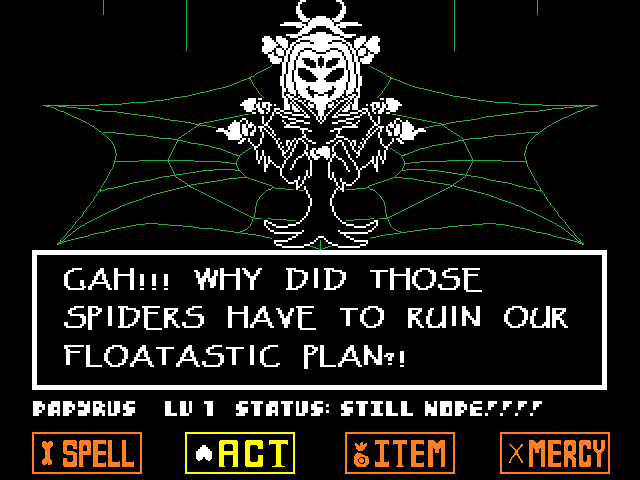 GAH!!! WHY DID THOSE
SPIDERS HAVE TO RUIN OUR
FLOATASTIC PLAN?!
PAPYRUS LV 1 STATUS: STILL NOPE!!!!
SPELL ACT ITEM MERCY